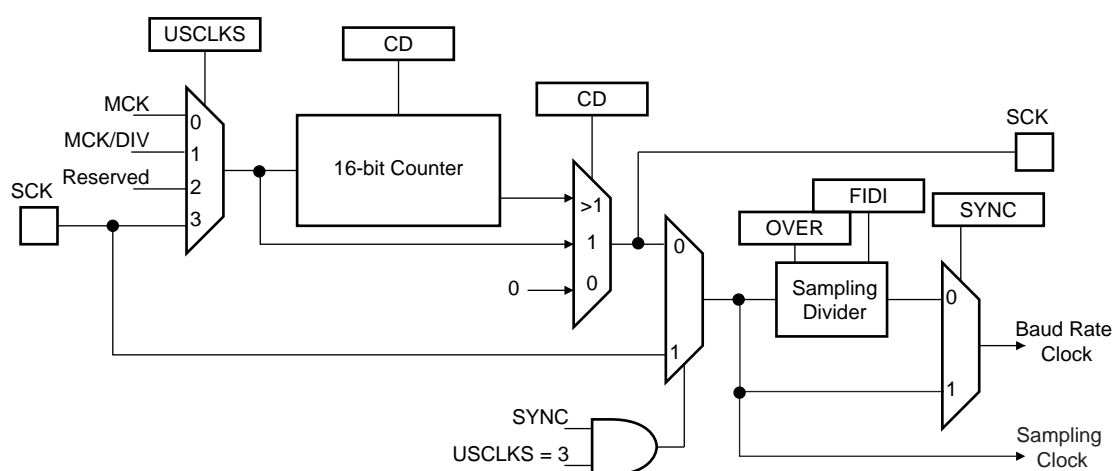 USCLKS
CD
CD
SCK
MCK
MCK/DIV
Reserved
SCK
0
1
2
3
16-bit Counter
>1
1
0
0
FIDI
OVER
SYNC
0
1
Sampling
Divider
0
1
Baud Rate
Clock
SYNC
USCLKS = 3
Sampling
Clock